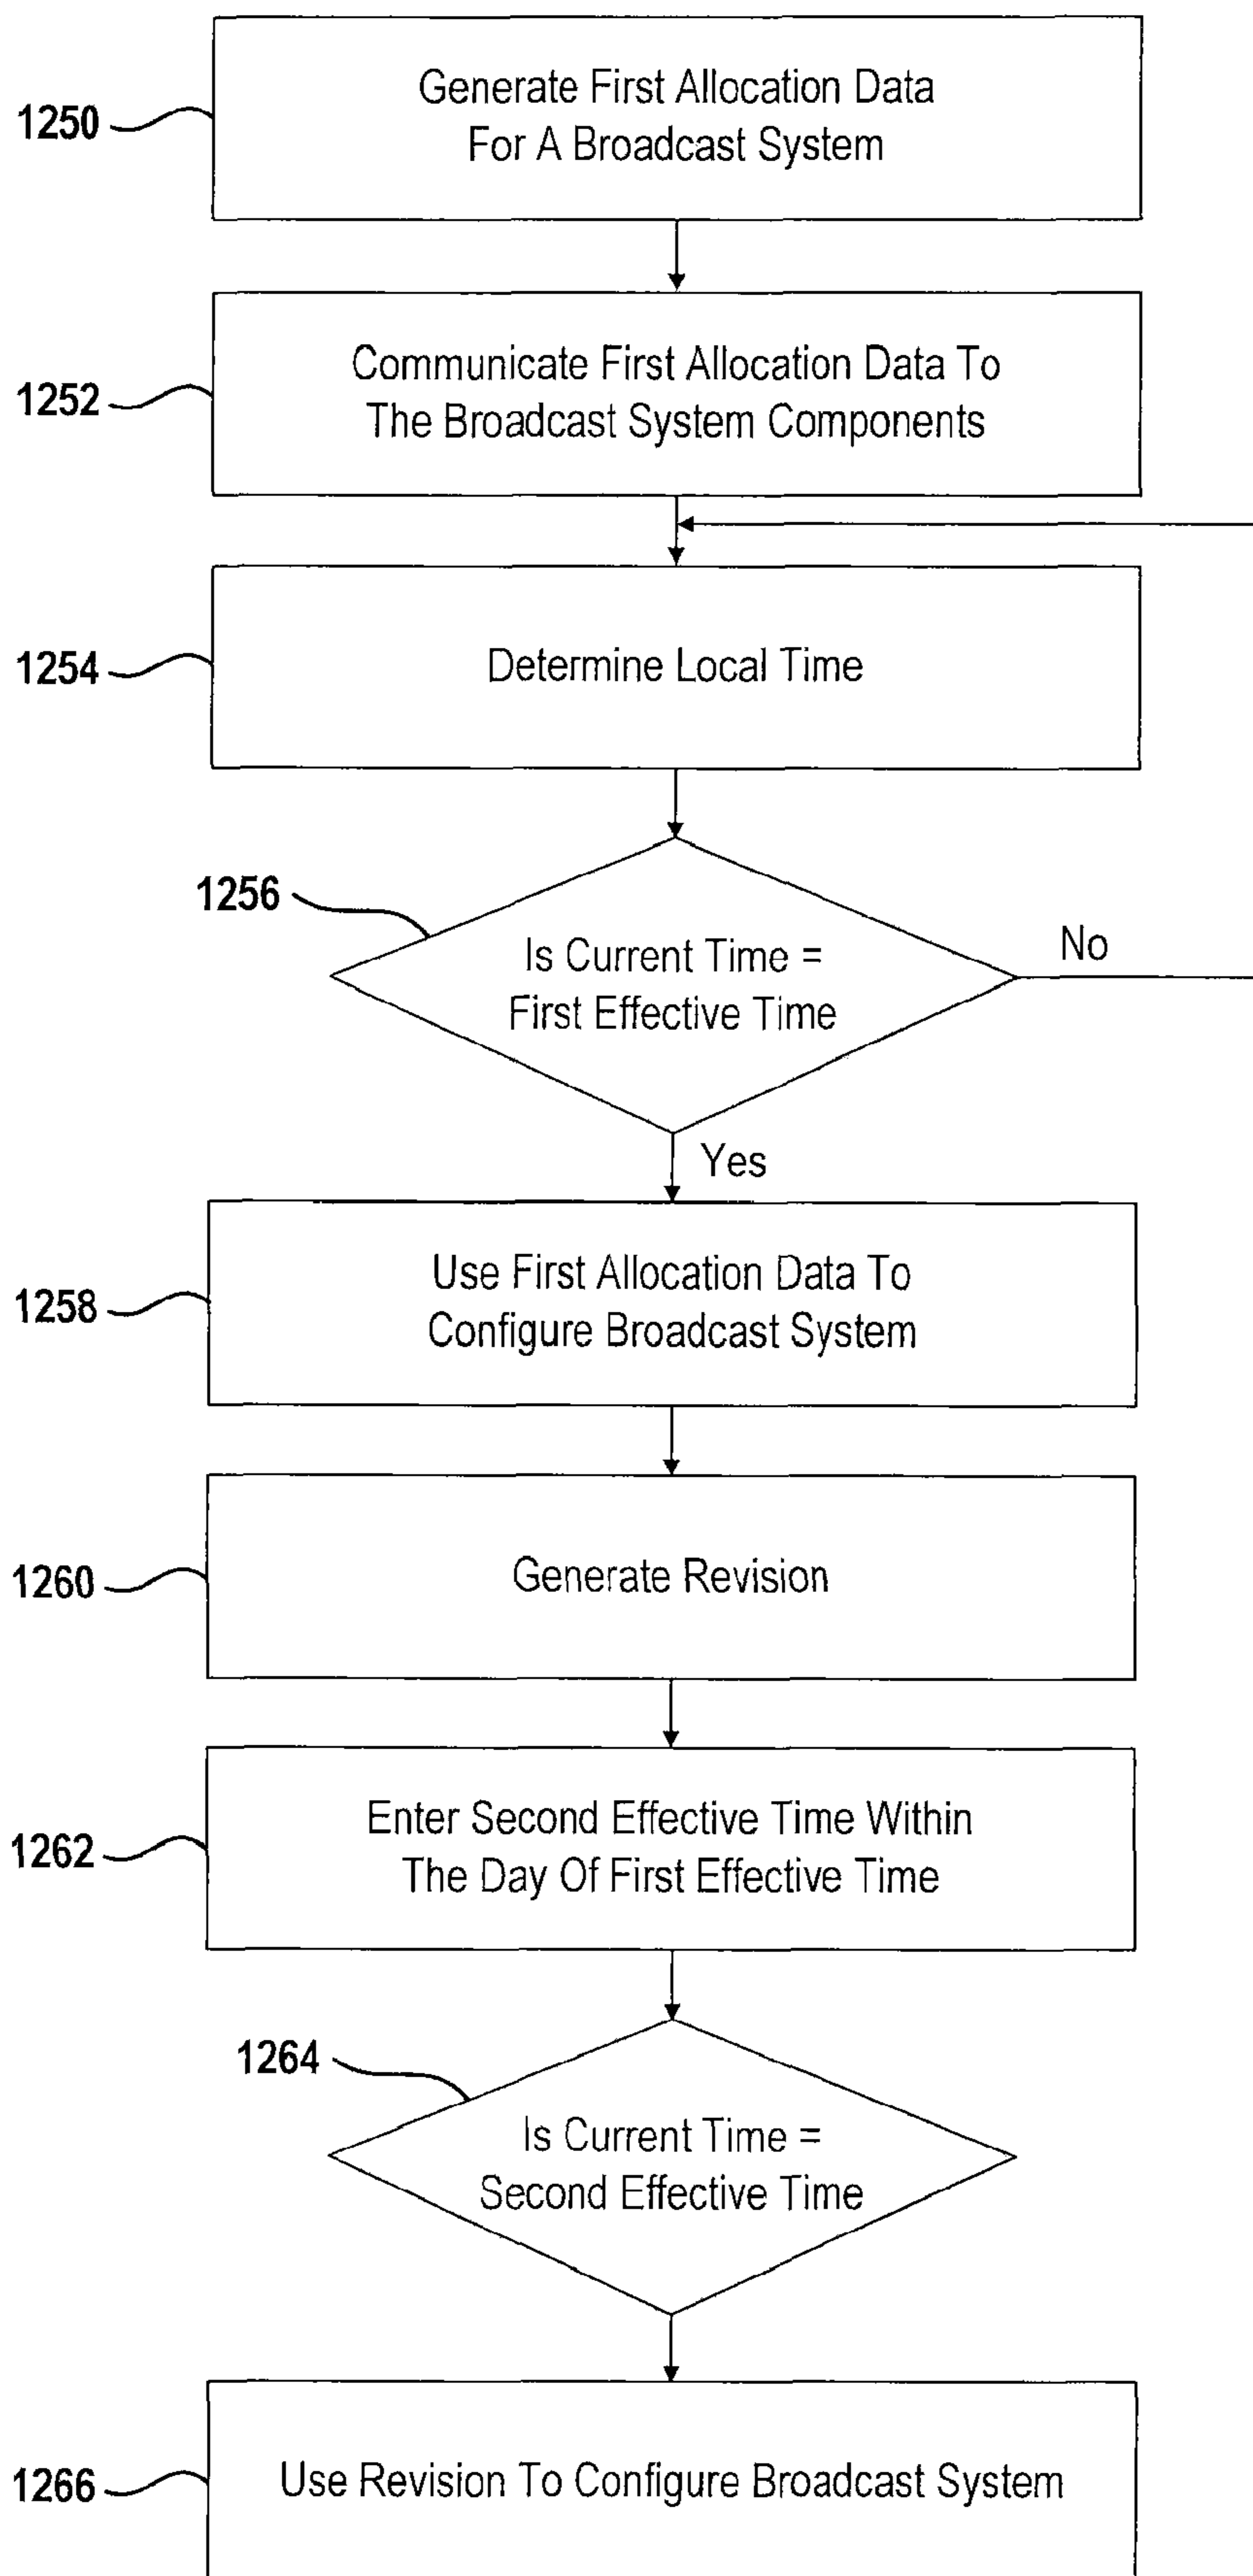 1250
Generate First Allocation Data
For A Broadcast System
1252
Communicate First Allocation Data To
The Broadcast System Components
1254
Determine Local Time
1256
Is Current Time =
First Effective Time
No
Yes
1258
Use First Allocation Data To
Configure Broadcast System
1260
Generate Revision
1262
Enter Second Effective Time Within
The Day Of First Effective Time
1264
Is Current Time =
Second Effective Time
1266
Use Revision To Configure Broadcast System